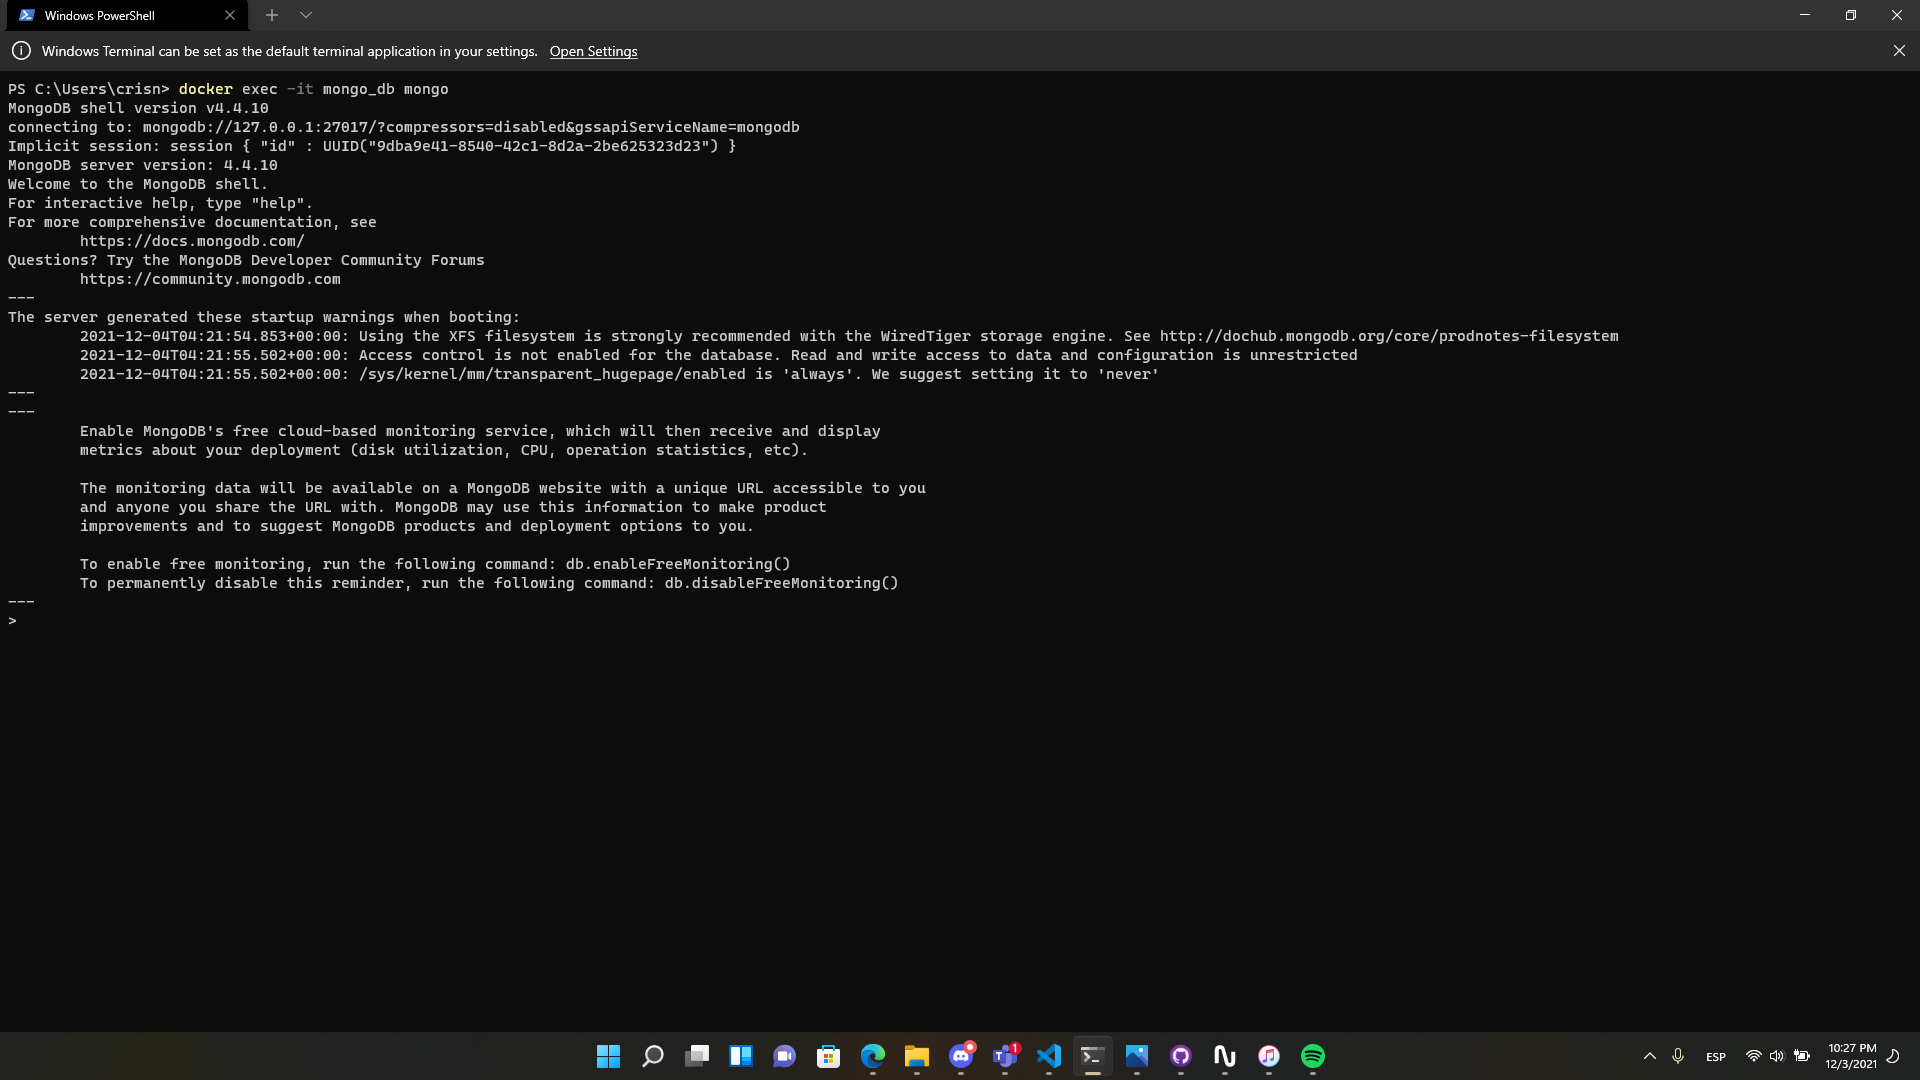 Windows PowerShell
Windows Terminal can be set as the default terminal application in your settings. Open Settings
PS C:\Users\crisn> docker exec -it mongo_db mongo
MongoDB shell version v4.4.10
connecting to: mongodb://127.0.0.1:27017/?compressors=disabled&gssapiServiceName=mongodb
Implicit session: session { "id" : UUID("9dba9e41-8540-42c1-8d2a-2be625323d23") }
MongoDB server version: 4.4.10
Welcome to the MongoDB shell.
For interactive help, type "help".
For more comprehensive documentation, see
https://docs.mongodb.com/
Questions? Try the MongoDB Developer Community Forums
https://community.mongodb.com
---
The server generated these startup warnings when booting:
2021-12-04T04:21:54.853+00:00: Using the XFS filesystem is strongly recommended with the WiredTiger storage engine. See http://dochub.mongodb.org/core/prodnotes-filesystem
2021-12-04T04:21:55.502+00:00: Access control is not enabled for the database. Read and write access to data and configuration is unrestricted
2021-12-04T04:21:55.502+00:00: /sys/kernel/mm/transparent_hugepage/enabled is 'always'. We suggest setting it to 'never'
---
---
Enable MongoDB's free cloud-based monitoring service, which will then receive and display
metrics about your deployment (disk utilization, CPU, operation statistics, etc).
The monitoring data will be available on a MongoDB website with a unique URL accessible to you
and anyone you share the URL with. MongoDB may use this information to make product
improvements and to suggest MongoDB products and deployment options to you.
To enable free monitoring, run the following command: db.enableFreeMonitoring()
To permanently disable this reminder, run the following command: db.disableFreeMonitoring()
---
>
1
ESP
10:27 PM
12/3/2021